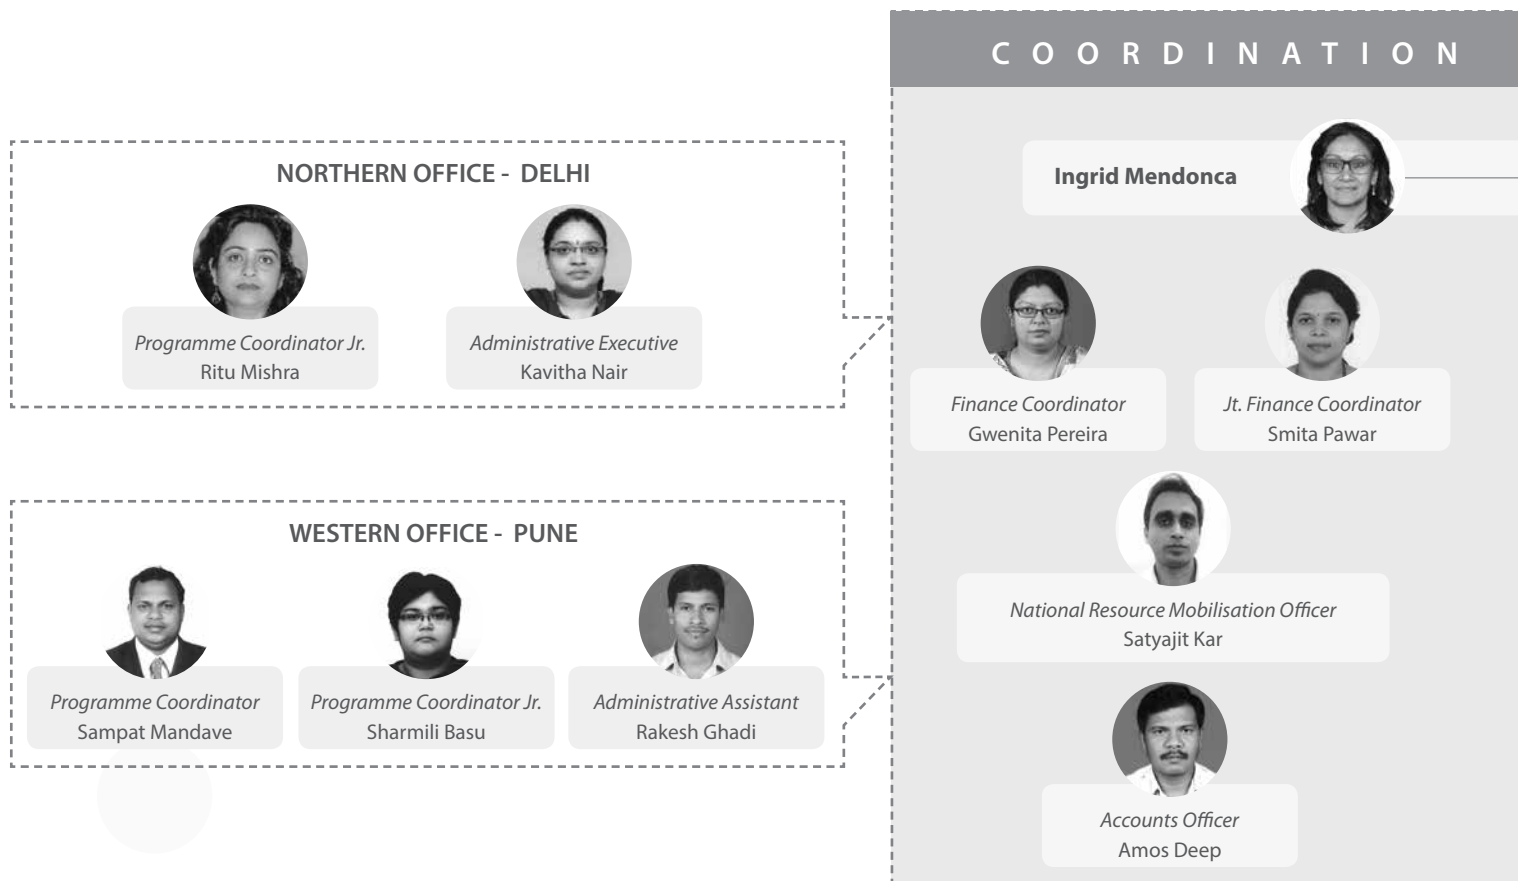 COORDINATION
NORTHERN OFFICE - DELHI
Programme Coordinator Jr.
Ritu Mishra
Administrative Executive
Kavitha Nair
WESTERN OFFICE - PUNE
Programme Coordinator
Sampat Mandave
Programme Coordinator Jr.
Sharmili Basu
Administrative Assistant
Rakesh Ghadi
Ingrid Mendonca
Finance Coordinator
Gwenita Pereira
Jt. Finance Coordinator
Smita Pawar
National Resource Mobilisation Officer
Satyajit Kar
Accounts Officer
Amos Deep